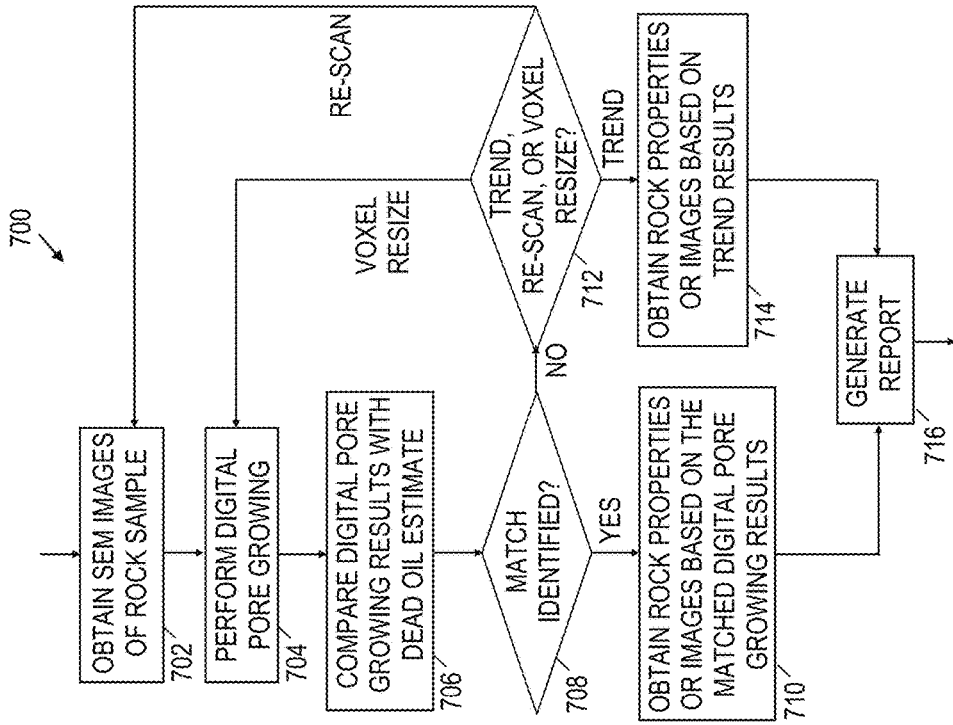 700
OBTAIN SEM IMAGES
OF ROCK SAMPLE
702
PERFORM DIGITAL
PORE GROWING
704
COMPARE DIGITAL PORE
GROWING RESULTS WITH
DEAD OIL ESTIMATE
706
MATCH
IDENTIFIED?
708
YES
NO
OBTAIN ROCK PROPERTIES
OR IMAGES BASED ON THE
MATCHED DIGITAL PORE
GROWING RESULTS
710
TREND,
RE-SCAN, OR VOXEL
RESIZE?
712
VOXEL
RESIZE
RE-SCAN
TREND
OBTAIN ROCK PROPERTIES
OR IMAGES BASED ON
TREND RESULTS
714
GENERATE
REPORT
716